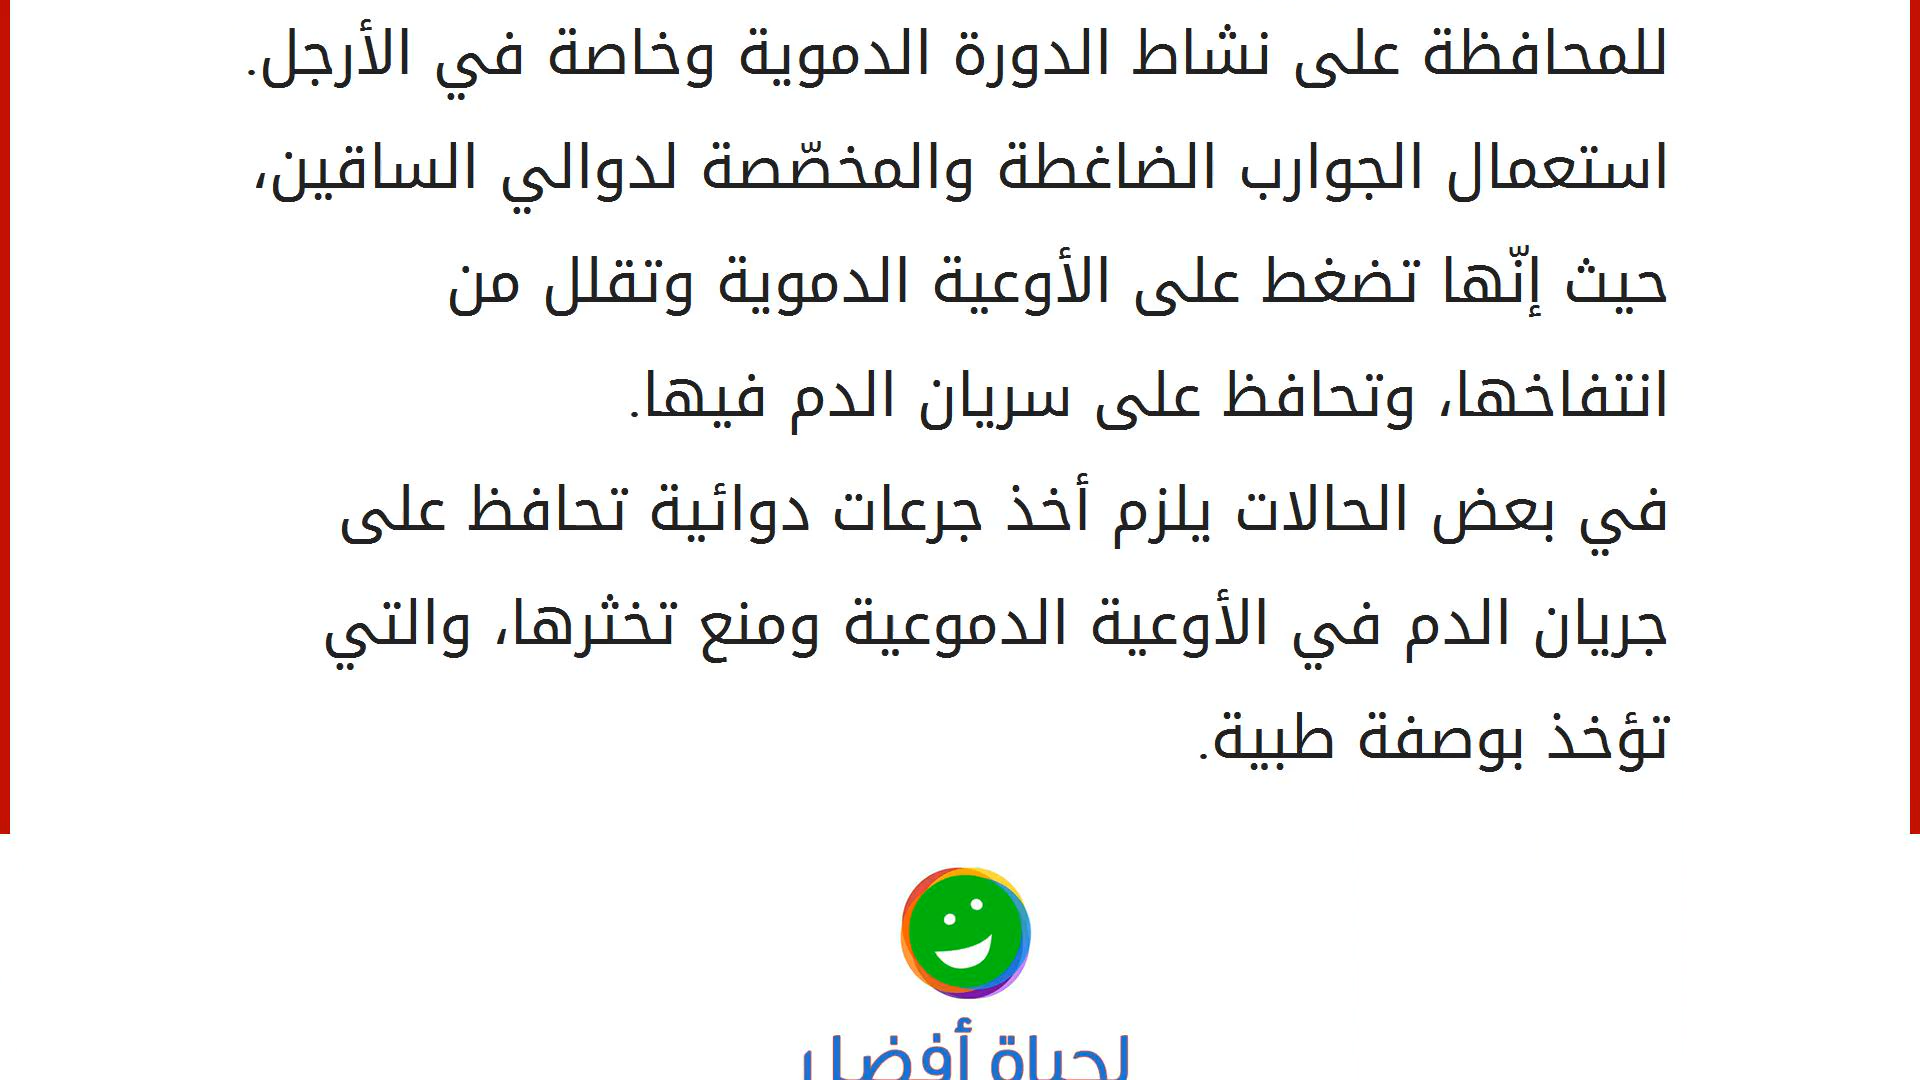 للمحافظة على نشاط الدورة الدموية وخاصة في الأرجل.
استعمال الجوارب الضاغطة والمخصّصة لدوالي الساقين،
حيث إنّها تضغط على الأوعية الدموية وتقلل من
انتفاخها، وتحافظ على سريان الدم فيها.
في بعض الحالات يلزم أخذ جرعات دوائية تحافظ على
جريان الدم في الأوعية الدموعية ومنع تخثرها، والتي
تؤخذ بوصفة طبية.
لحياة أفضل